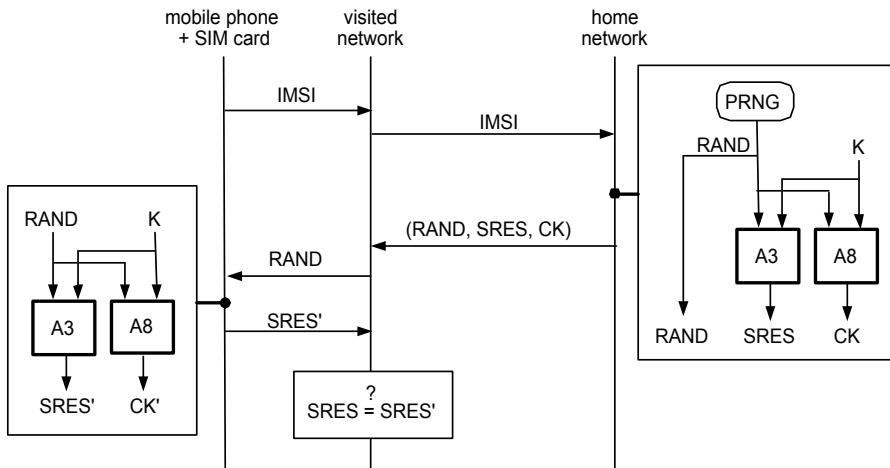 mobile phone
+ SIM card
visited
network
home
network
IMSI
IMSI
PRNG
RAND
K
A3
A8
RAND
SRES
CK
(RAND, SRES, CK)
RAND
RAND
K
A3
A8
SRES'
CK'
SRES'
?
SRES = SRES'